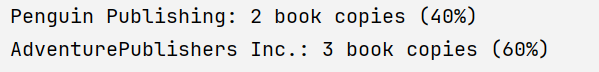 Penguin Publishing: 2 book copies (40%)
AdventurePublishers Inc.: 3 book copies (60%)